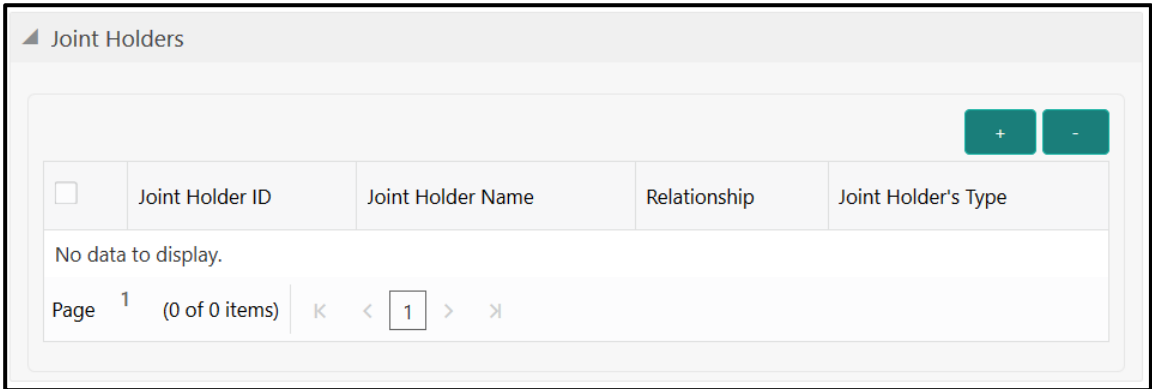 Joint Holders
+ -
Joint Holder ID Joint Holder Name Relationship Joint Holder's Type
No data to display.
Page 1 (0 of 0 items) 1